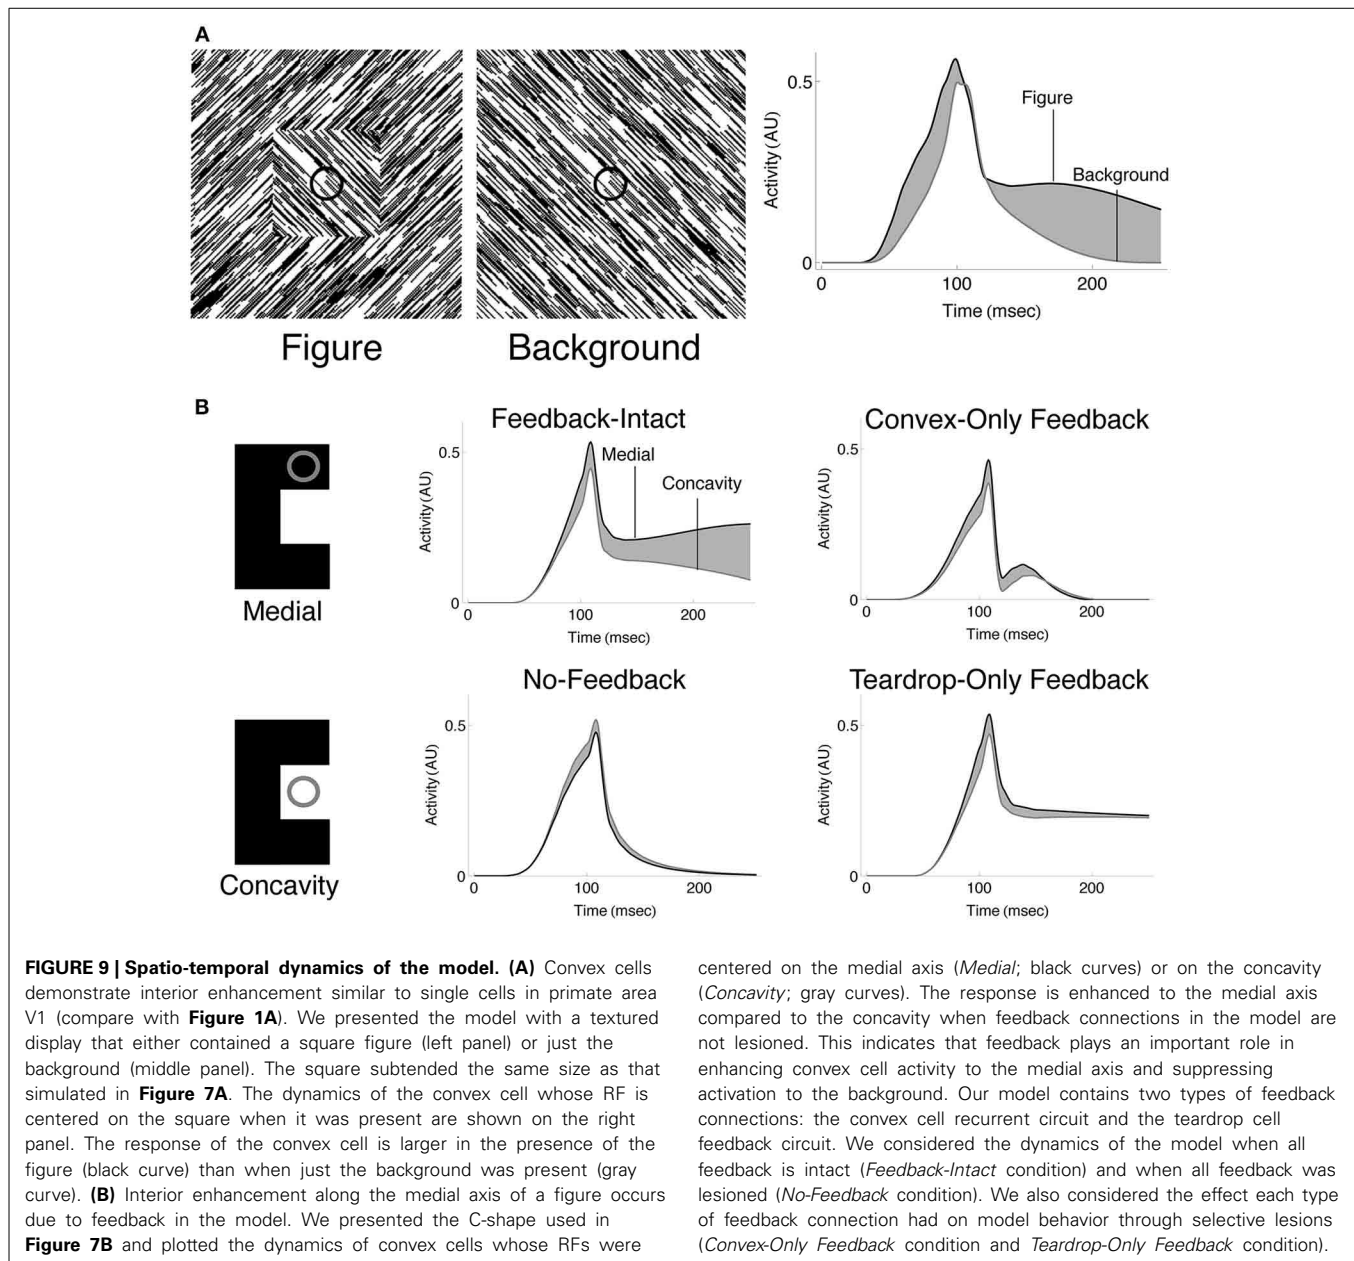 A
0.5
Activity (AU)
0
Figure
Background
0
100
200
Time (msec)
Figure
Background
B
Medial
Feedback-Intact
0.5
Activity (AU)
0
Medial
Concavity
0
100
200
Time (msec)
Convex-Only Feedback
0.5
Activity (AU)
0
0
100
200
Time (msec)
Concavity
No-Feedback
0.5
Activity (AU)
0
0
100
200
Time (msec)
Teardrop-Only Feedback
0.5
Activity (AU)
0
0
100
200
Time (msec)
FIGURE 9 | Spatio-temporal dynamics of the model. (A) Convex cells
demonstrate interior enhancement similar to single cells in primate area
V1 (compare with Figure 1A). We presented the model with a textured
display that either contained a square figure (left panel) or just the
background (middle panel). The square subtended the same size as that
simulated in Figure 7A. The dynamics of the convex cell whose RF is
centered on the square when it was present are shown on the right
panel. The response of the convex cell is larger in the presence of the
figure (black curve) than when just the background was present (gray
curve). (B) Interior enhancement along the medial axis of a figure occurs
due to feedback in the model. We presented the C-shape used in
Figure 7B and plotted the dynamics of convex cells whose RFs were
centered on the medial axis (Medial; black curves) or on the concavity
(Concavity; gray curves). The response is enhanced to the medial axis
compared to the concavity when feedback connections in the model are
not lesioned. This indicates that feedback plays an important role in
enhancing convex cell activity to the medial axis and suppressing
activation to the background. Our model contains two types of feedback
connections: the convex cell recurrent circuit and the teardrop cell
feedback circuit. We considered the dynamics of the model when all
feedback is intact (Feedback-Intact condition) and when all feedback was
lesioned (No-Feedback condition). We also considered the effect each type
of feedback connection had on model behavior through selective lesions
(Convex-Only Feedback condition and Teardrop-Only Feedback condition).